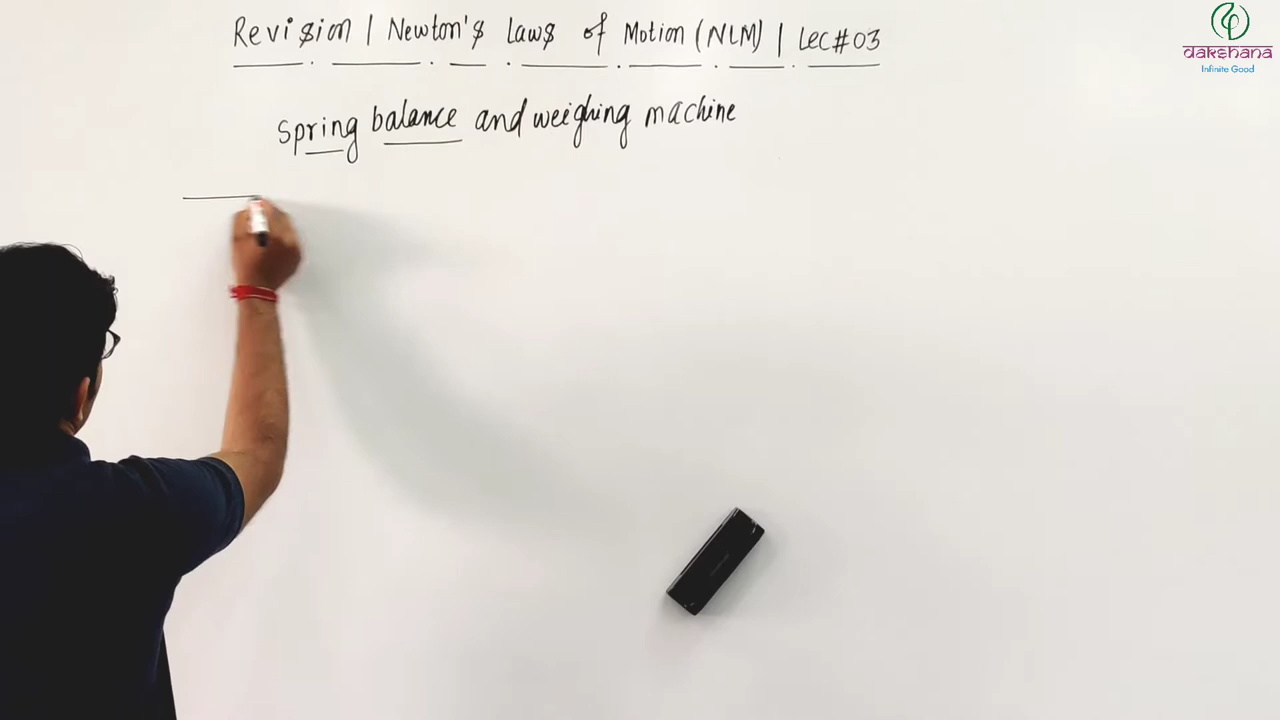 Revision | Newton's Laws of Motion (NLM) | Lec#03
spring balance and weighing machine
dakshana
Infinite Good